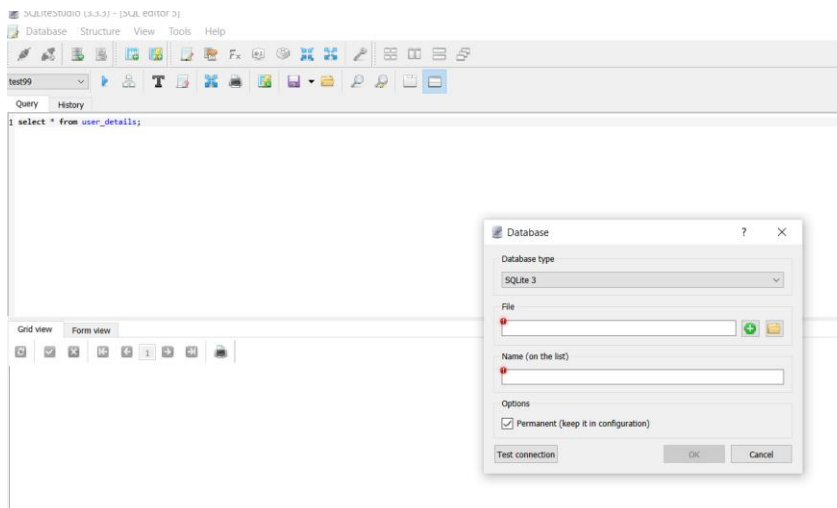 SQLiteStudio (3.3.3) - [SQL editor 5]
Database Structure View Tools Help
test99
Query History
1 select * from user_details;
Database ? X
Database type
SQLite 3
File
Name (on the list)
Options
Permanent (keep it in configuration)
Test connection OK Cancel
Grid view Form view
1